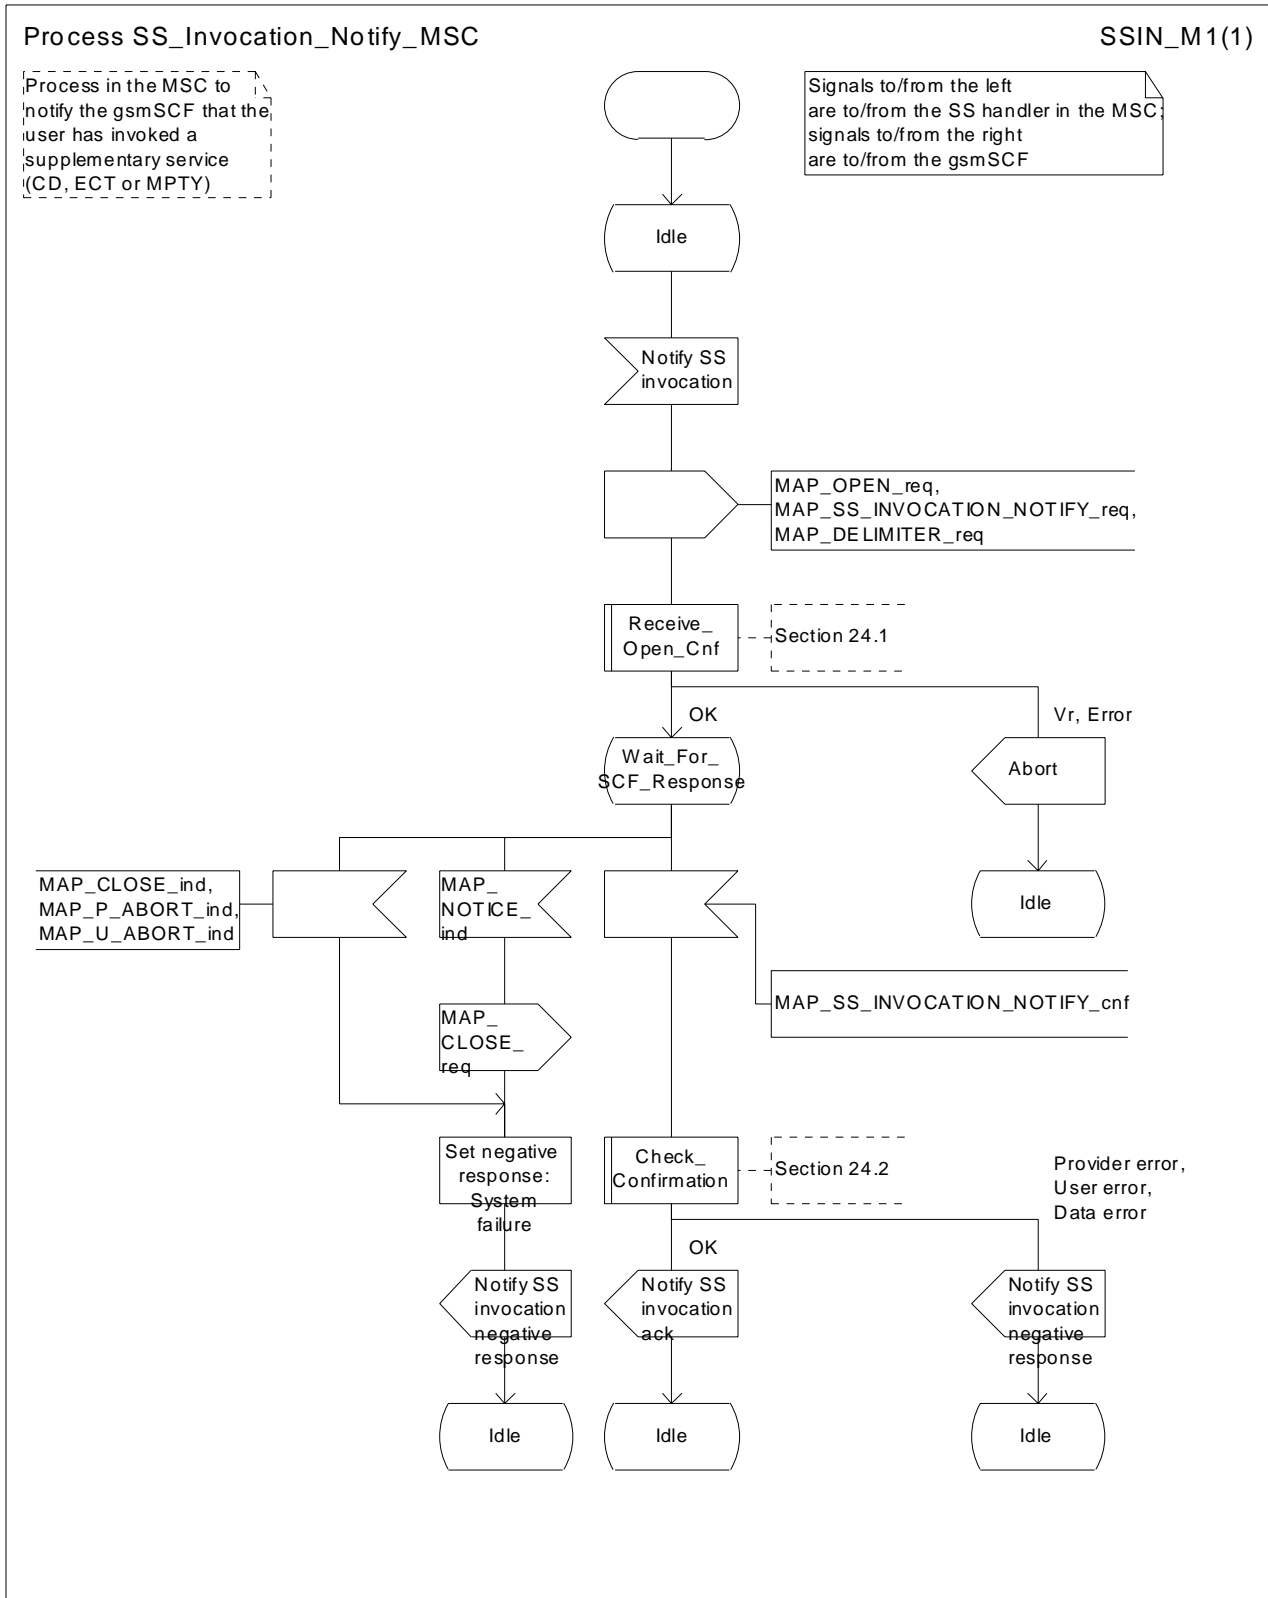 Process SS_Invocation_Notify_MSC
SSIN_M1(1)
Process in the MSC to
notify the gsmSCF that the
user has invoked a
supplementary service
(CD, ECT or MPTY)
Signals to/from the left
are to/from the SS handler in the MSC;
signals to/from the right
are to/from the gsmSCF
Idle
Notify SS
invocation
MAP_OPEN_req,
MAP_SS_INVOCATION_NOTIFY_req,
MAP_DELIMITER_req
Receive_
Open_Cnf
Section 24.1
OK
Vr, Error
Wait_For_
SCF_Response
Abort
MAP_CLOSE_ind,
MAP_P_ABORT_ind,
MAP_U_ABORT_ind
MAP_
NOTICE_
ind
Idle
MAP_SS_INVOCATION_NOTIFY_cnf
MAP_
CLOSE_
req
Set negative
response:
System
failure
Check_
Confirmation
Section 24.2
Provider error,
User error,
Data error
OK
Notify SS
invocation
negative
response
Notify SS
invocation
ack
Notify SS
invocation
negative
response
Idle
Idle
Idle